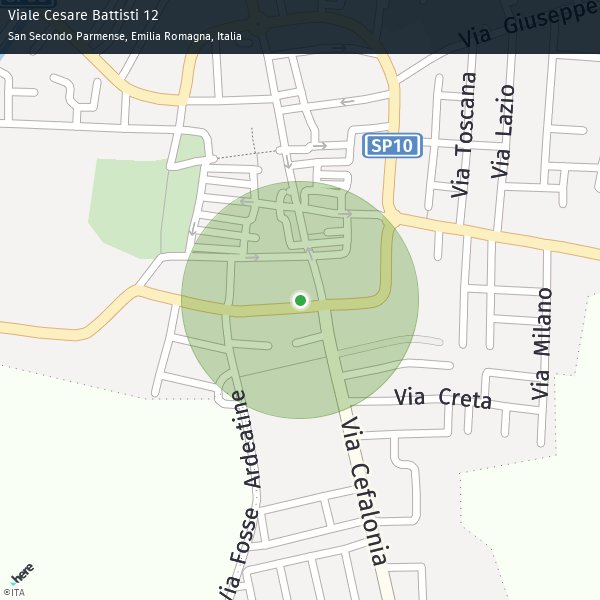 Viale Cesare Battisti 12
San Secondo Parmense, Emilia Romagna, Italia
Via Giuseppe
SP10
Via Toscana
Via Lazio
Via Milano
Via Creta
Via Cefalonia
Via Fosse Ardeatine
here
©ITA